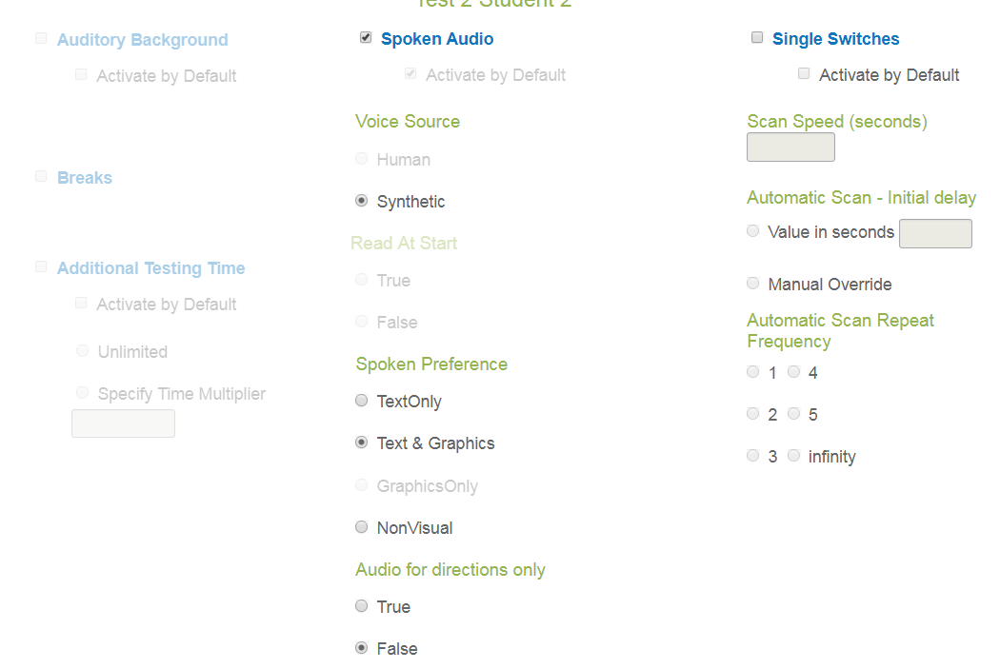 Test 2 Student 2
Auditory Background
Activate by Default
Breaks
Additional Testing Time
Activate by Default
Unlimited
Specify Time Multiplier
Spoken Audio
Activate by Default
Voice Source
Human
Synthetic
Read At Start
True
False
Spoken Preference
TextOnly
Text & Graphics
GraphicsOnly
NonVisual
Audio for directions only
True
False
Single Switches
Activate by Default
Scan Speed (seconds)
Automatic Scan - Initial delay
Value in seconds
Manual Override
Automatic Scan Repeat
Frequency
1 4
2 5
3 infinity